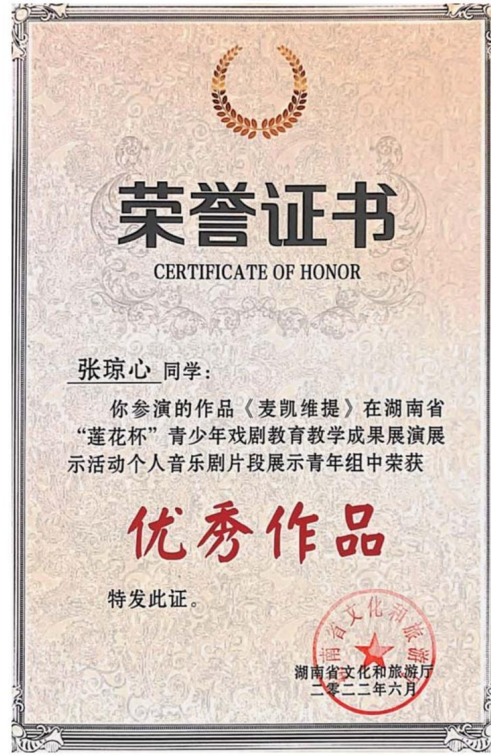 荣誉证书
CERTIFICATE OF HONOR
张琼心 同学：
你参演的作品《麦凯维提》在湖南省
“莲花杯”青少年戏剧教育教学成果展演展
示活动个人音乐剧片段展示青年组中荣获
优秀作品
特发此证。
湖南省文化和旅游厅
二零二二年六月